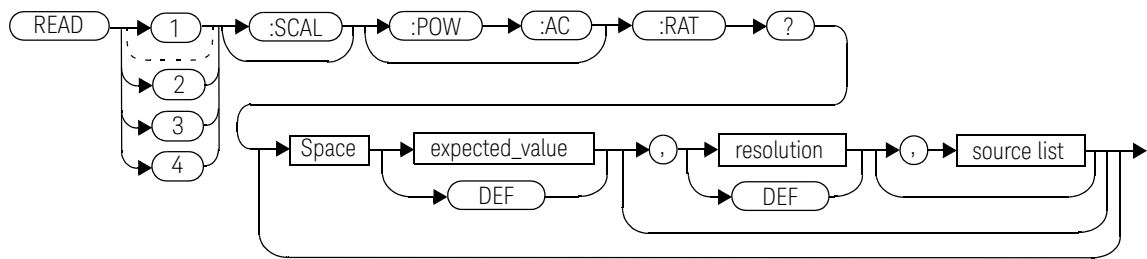 READ 1 :SCAL :POW :AC :RAT ?
2
3
4
Space expected_value , resolution , source list
DEF DEF